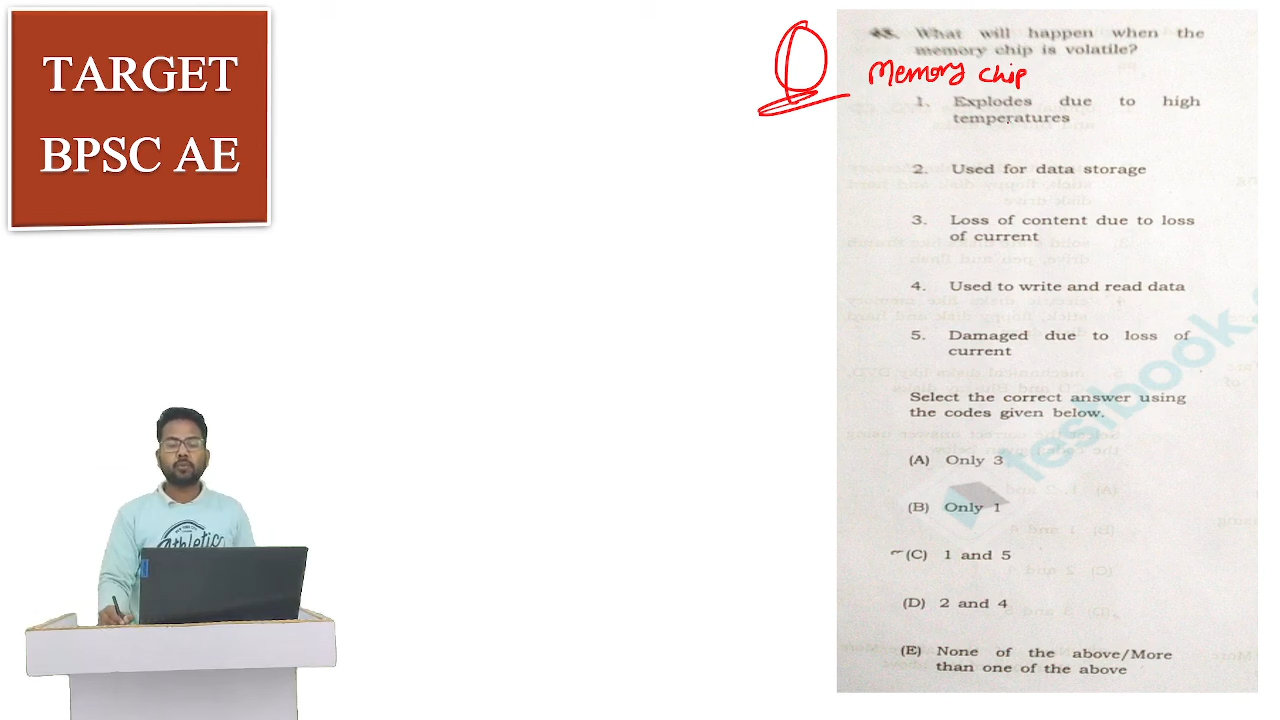 TARGET
BPSC AE
What will happen when the
memory chip is volatile?
Memory chip
1. Explodes due to high
temperatures
2. Used for data storage
3. Loss of content due to loss
of current
4. Used to write and read data
5. Damaged due to loss of
current
Select the correct answer using
the codes given below.
(A) Only 3
(B) Only 1
(C) 1 and 5
(D) 2 and 4
(E) None of the above/More
than one of the above
testbook
Athletic